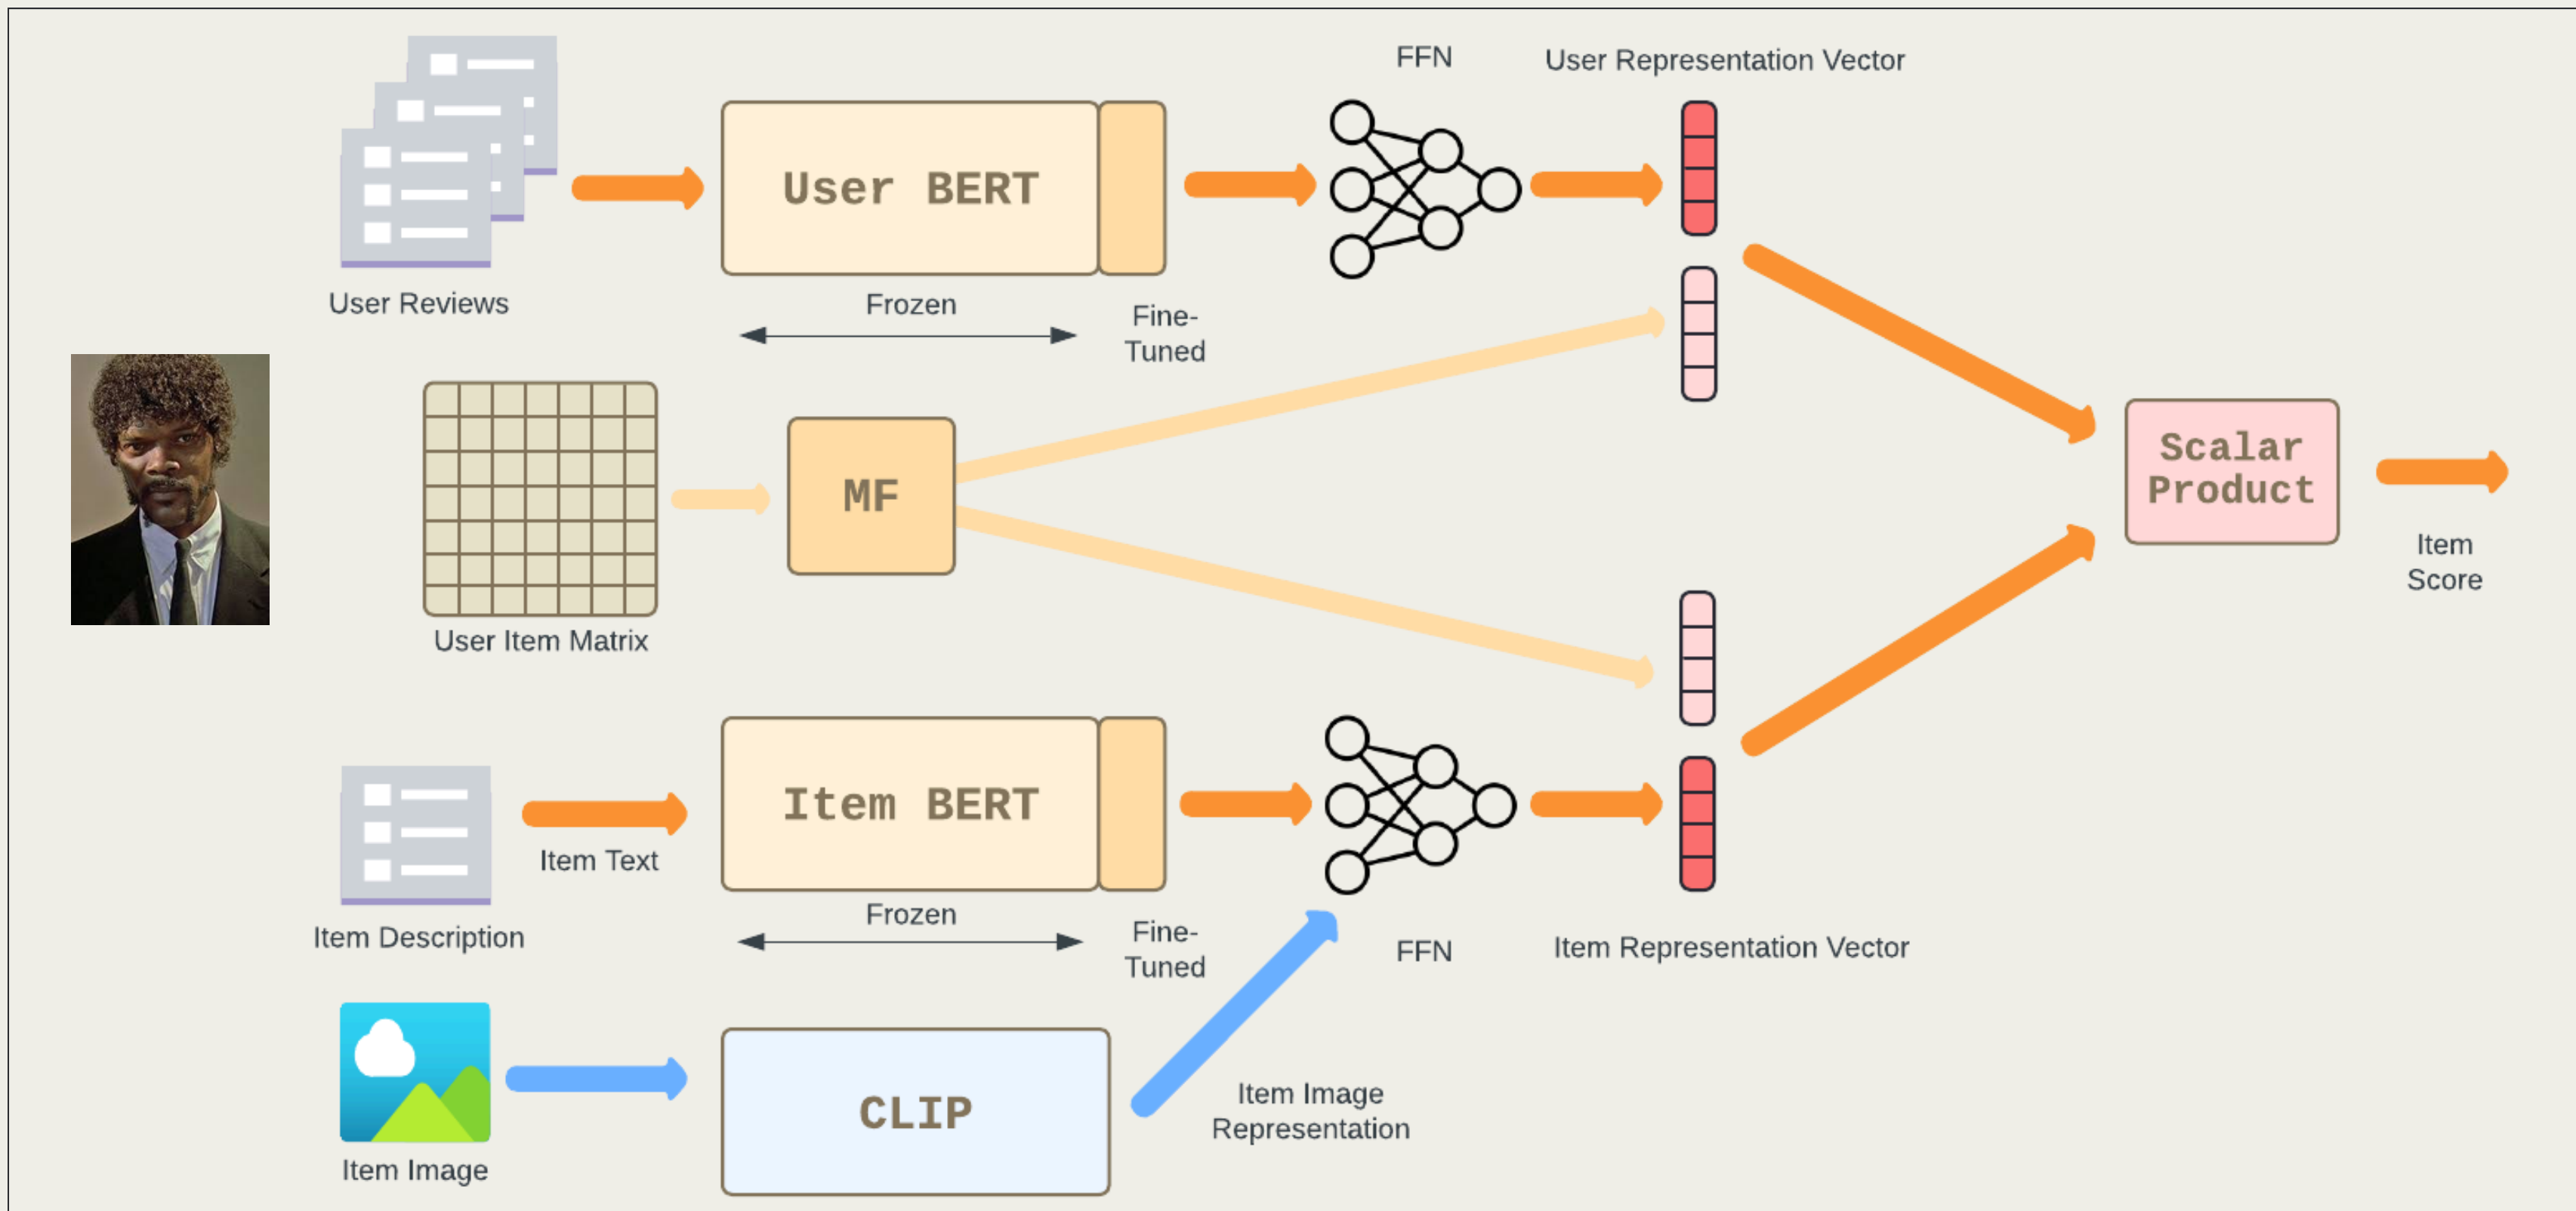 FFN
User Representation Vector
User BERT
User Reviews
Frozen
Fine-
Tuned
MF
User Item Matrix
Scalar
Product
Item
Score
Item BERT
Item Text
Item Description
Frozen
Fine-
Tuned
FFN
Item Representation Vector
CLIP
Item Image
Representation
Item Image